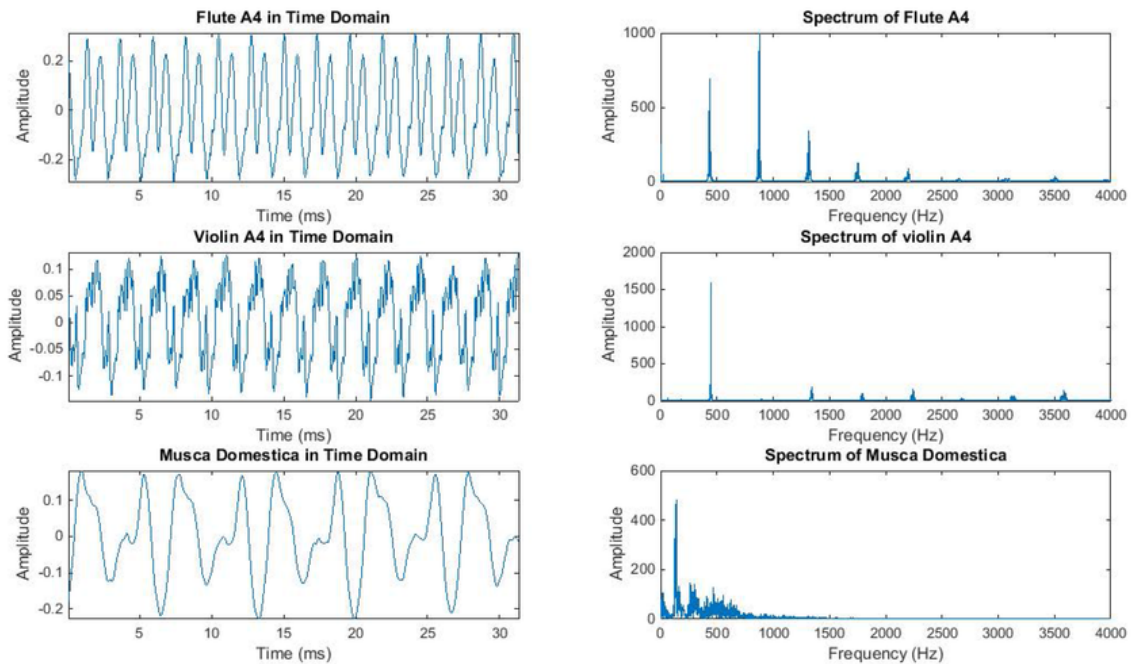 Flute A4 in Time Domain
0.2
0
-0.2
Amplitude
5 10 15 20 25 30
Time (ms)
Spectrum of Flute A4
1000
500
0
Amplitude
0 500 1000 1500 2000 2500 3000 3500 4000
Frequency (Hz)
Violin A4 in Time Domain
0.1
0.05
0
-0.05
-0.1
Amplitude
5 10 15 20 25 30
Time (ms)
Spectrum of violin A4
2000
1500
1000
500
0
Amplitude
0 500 1000 1500 2000 2500 3000 3500 4000
Frequency (Hz)
Musca Domestica in Time Domain
0.1
0
-0.1
-0.2
Amplitude
5 10 15 20 25 30
Time (ms)
Spectrum of Musca Domestica
600
400
200
0
Amplitude
0 500 1000 1500 2000 2500 3000 3500 4000
Frequency (Hz)